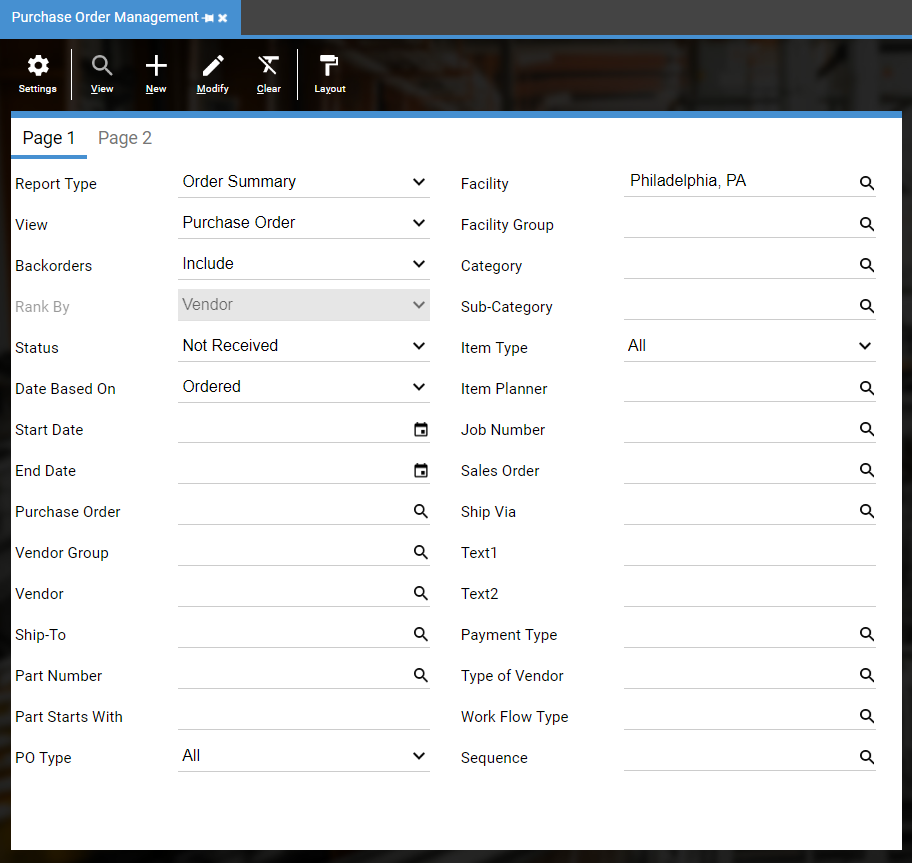 Purchase Order Management
Settings
View
New
Modify
Clear
Layout
Page 1
Page 2
Report Type
Order Summary
View
Purchase Order
Backorders
Include
Rank By
Vendor
Status
Not Received
Date Based On
Ordered
Start Date
End Date
Purchase Order
Vendor Group
Vendor
Ship-To
Part Number
Part Starts With
PO Type
All
Facility
Philadelphia, PA
Facility Group
Category
Sub-Category
Item Type
All
Item Planner
Job Number
Sales Order
Ship Via
Text1
Text2
Payment Type
Type of Vendor
Work Flow Type
Sequence